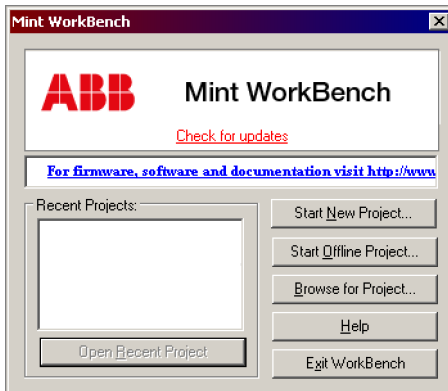 Mint WorkBench
ABB
Mint WorkBench
Check for updates
For firmware, software and documentation visit http://www
Recent Projects:
Start New Project...
Start Offline Project...
Browse for Project...
Help
Open Recent Project
Exit WorkBench